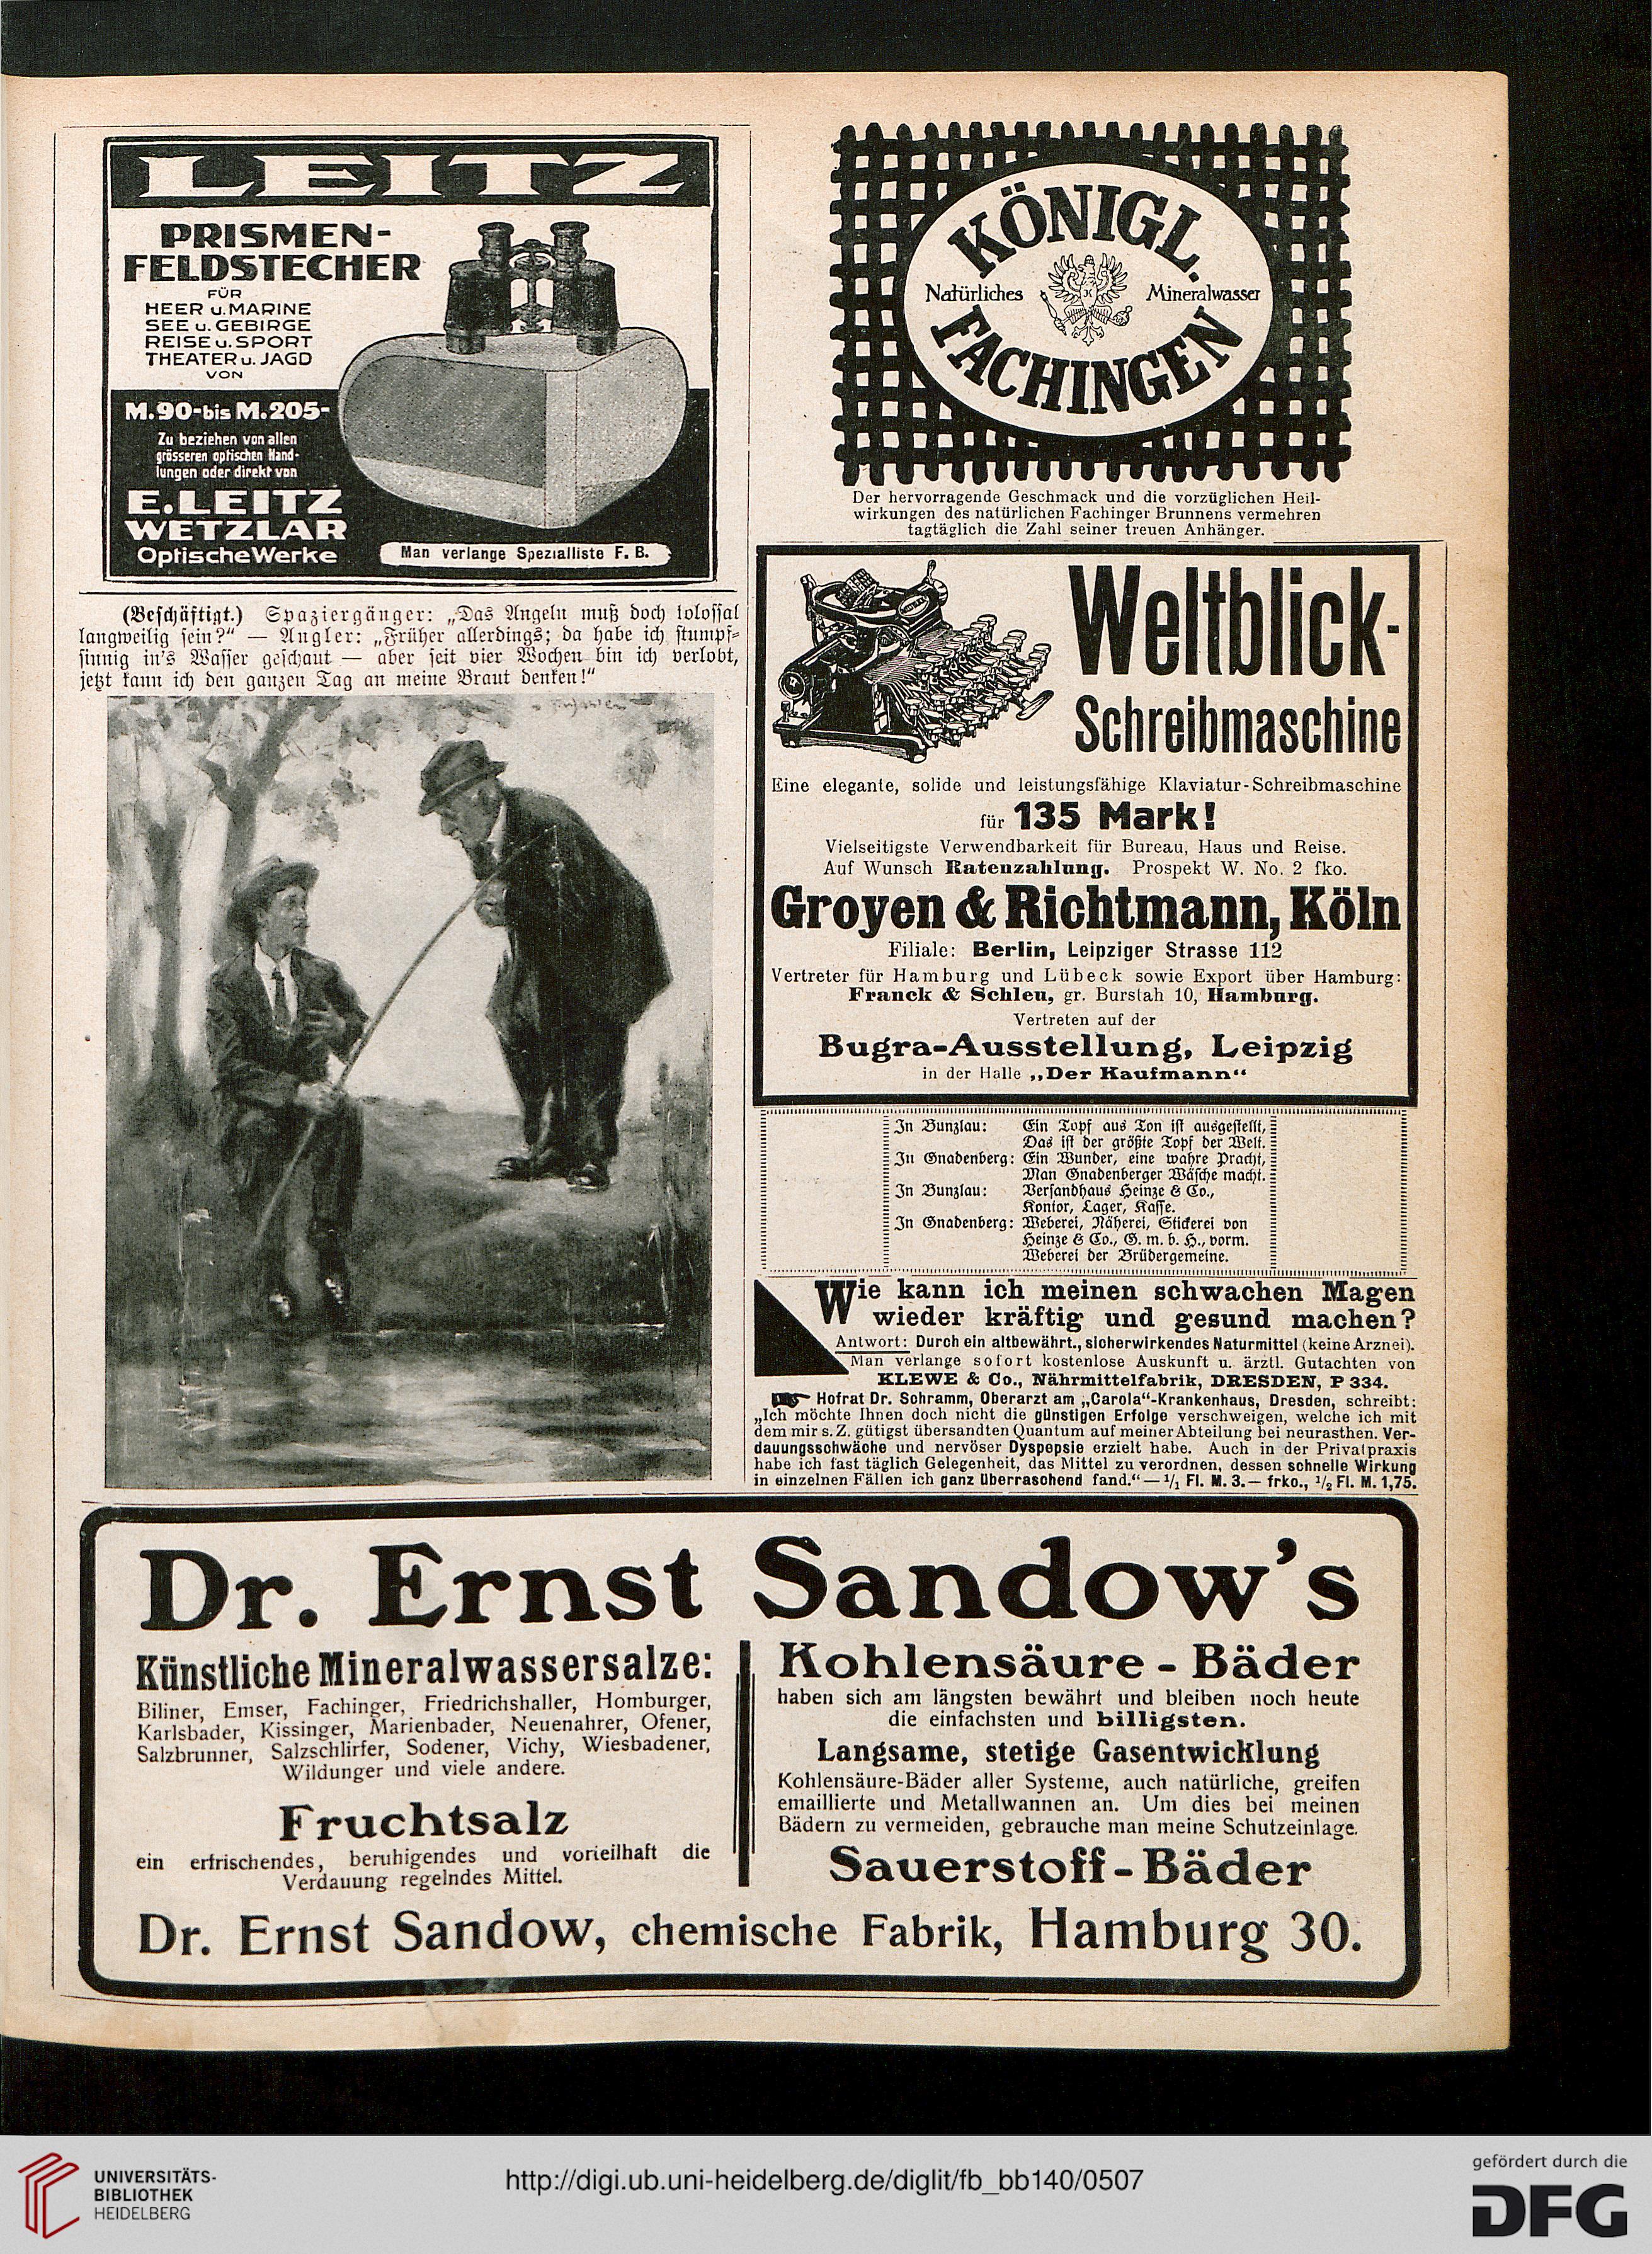 LEITZ
PRISMEN-
FELDSTECHER
FÜR
HEER u. MARINE
SEE u. GEBIRGE
REISE u. SPORT
THEATER u. JAGD
VON
M. 90- bis M. 205-
Zu beziehen von allen
grösseren optischen Hand-
lungen oder direkt von
E. LEITZ
WETZLAR
Optische Werke
Man verlange Spezialliste F. B.
(Beschäftigt.) Spaziergänger: „Das Angeln muß doch kolossal
langweilig sein?“ — Angler: „Früher allerdings; da habe ich stumpf-
sinnig in's Wasser geschaut — aber seit vier Wochen bin ich verlobt,
jetzt kann ich den ganzen Tag an meine Braut denken!“
KÖNIGL.
Natürliches Mineralwasser
FACHINGEN
Der hervorragende Geschmack und die vorzüglichen Heil-
wirkungen des natürlichen Fachinger Brunnens vermehren
tagtäglich die Zahl seiner treuen Anhänger.
Weltblick-
Schreibmaschine
Eine elegante, solide und leistungsfähige Klaviatur-Schreibmaschine
für 135 Mark!
Vielseitigste Verwendbarkeit für Bureau, Haus und Reise.
Auf Wunsch Ratenzahlung. Prospekt W. No. 2 fko.
Groyen & Richtmann, Köln
Filiale: Berlin, Leipziger Strasse 112
Vertreter für Hamburg und Lübeck sowie Export über Hamburg:
Franck & Schleu, gr. Burstah 10, Hamburg.
Vertreten auf der
Bugra-Ausstellung, Leipzig
in der Halle „Der Kaufmann“
In Bunzlau: Ein Topf aus Ton ist ausgestellt,
Das ist der größte Topf der Welt.
In Gnadenberg: Ein Wunder, eine wahre Pracht,
Man Gnadenberger Wäsche macht.
In Bunzlau: Versandhaus Heinze & Co.,
Kontor, Lager, Kasse.
In Gnadenberg: Weberei, Näherei, Stickerei von
Heinze & Co., G. m. b. H., vorm.
Weberei der Brüdergemeine.
Wie kann ich meinen schwachen Magen
wieder kräftig und gesund machen?
Antwort: Durch ein altbewährt., sicherwirkendes Naturmittel (keine Arznei).
Man verlange sofort kostenlose Auskunft u. ärztl. Gutachten von
KLEWE & Co., Nährmittelfabrik, DRESDEN, P 334.
Hofrat Dr. Schramm, Oberarzt am „Carola“-Krankenhaus, Dresden, schreibt:
„Ich möchte Ihnen doch nicht die günstigen Erfolge verschweigen, welche ich mit
dem mir s. Z. gütigst übersandten Quantum auf meiner Abteilung bei neurasthen. Ver-
dauungsschwäche und nervöser Dyspepsie erzielt habe. Auch in der Privatpraxis
habe ich fast täglich Gelegenheit, das Mittel zu verordnen, dessen schnelle Wirkung
in einzelnen Fällen ich ganz überraschend fand.“ — 1/1 Fl. M. 3.— frko., 1/2 Fl. M. 1,75.
Dr. Ernst Sandow's
Künstliche Mineralwassersalze:
Biliner, Emser, Fachinger, Friedrichshaller, Homburger,
Karlsbader, Kissinger, Marienbader, Neuenahrer, Ofener,
Salzbrunner, Salzschlirfer, Sodener, Vichy, Wiesbadener,
Wildunger und viele andere.
Fruchtsalz
ein erfrischendes, beruhigendes und vorteilhaft die
Verdauung regelndes Mittel.
Kohlensäure-Bäder
haben sich am längsten bewährt und bleiben noch heute
die einfachsten und billigsten.
Langsame, stetige Gasentwicklung
Kohlensäure-Bäder aller Systeme, auch natürliche, greifen
emaillierte und Metallwannen an. Um dies bei meinen
Bädern zu vermeiden, gebrauche man meine Schutzeinlage.
Sauerstoff-Bäder
Dr. Ernst Sandow, chemische Fabrik, Hamburg 30.
UNIVERSITÄTS-
BIBLIOTHEK
HEIDELBERG
http://digi.ub.uni-heidelberg.de/diglit/fb_bb140/0507
gefördert durch die
DFG